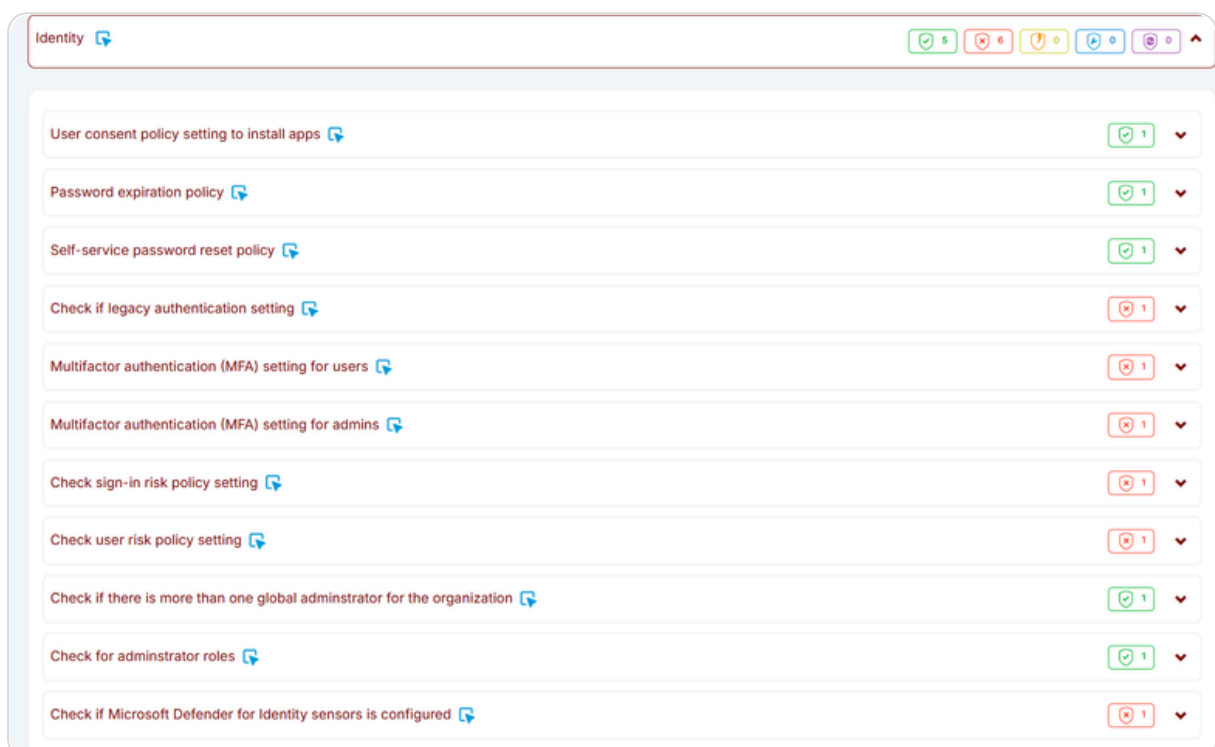 Identity 5 6 0 0 0
User consent policy setting to install apps 1
Password expiration policy 1
Self-service password reset policy 1
Check if legacy authentication setting 1
Multifactor authentication (MFA) setting for users 1
Multifactor authentication (MFA) setting for admins 1
Check sign-in risk policy setting 1
Check user risk policy setting 1
Check if there is more than one global adminstrator for the organization 1
Check for adminstrator roles 1
Check if Microsoft Defender for Identity sensors is configured 1